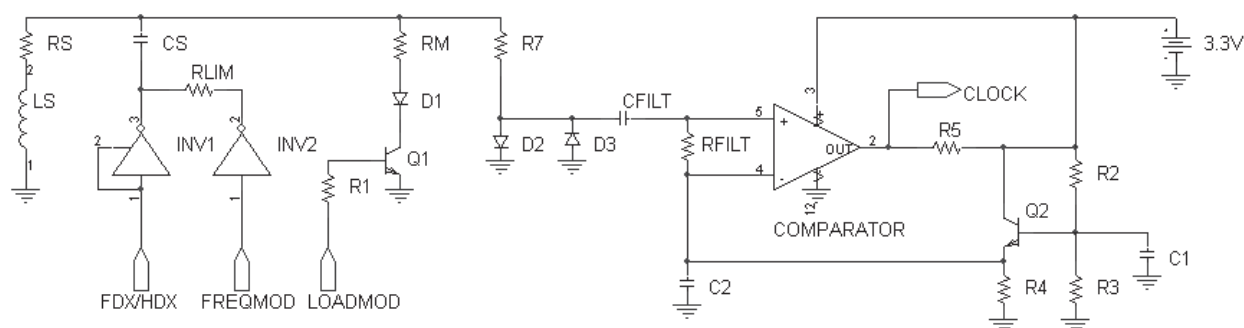 RS
CS
RM
R7
3.3V
2
RLIM
3
CLOCK
LS
D1
CFILT
5
+
3
2
INV1
2
INV2
D2
D3
RFILT
OUT
2
R5
1
Q1
4
-
R2
R1
12
Q2
1
1
COMPARATOR
C1
FDX/HDX
FREQMOD
LOADMOD
C2
R4
R3